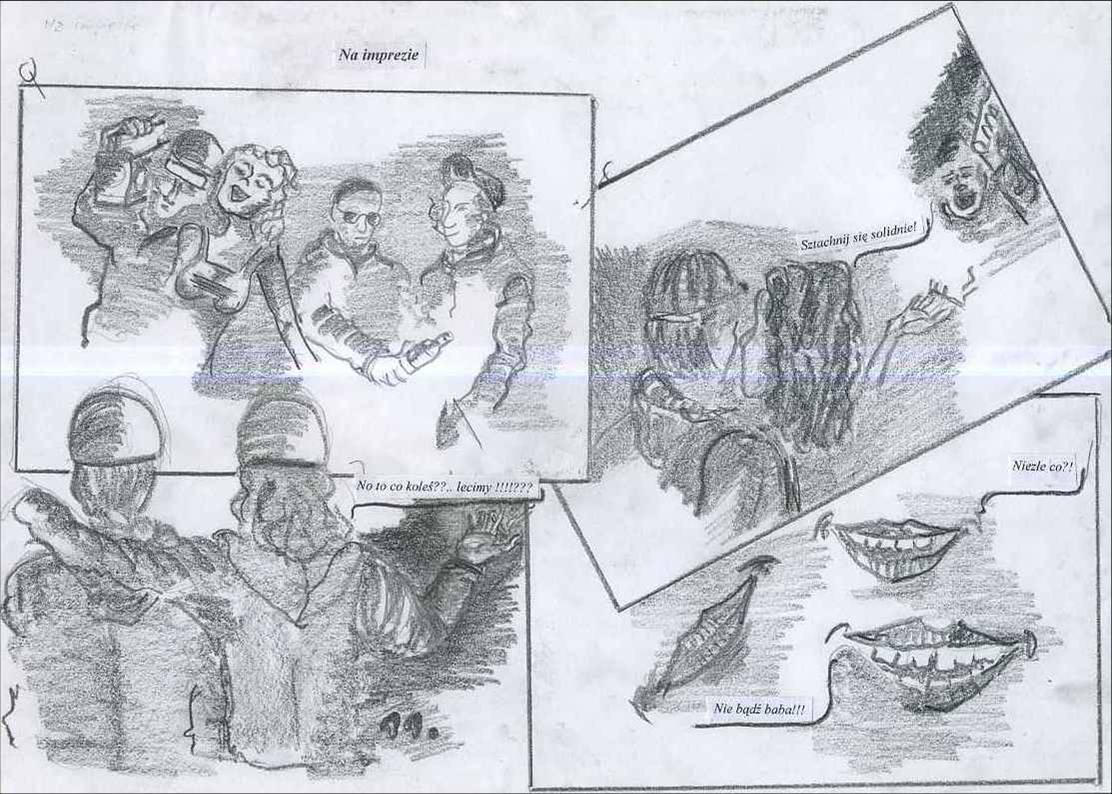 Na imprezie
Sztachnij się solidnie!
No to co koleś??.. lecimy !!!!???
Nieźle co?!
Nie bądź baba!!!